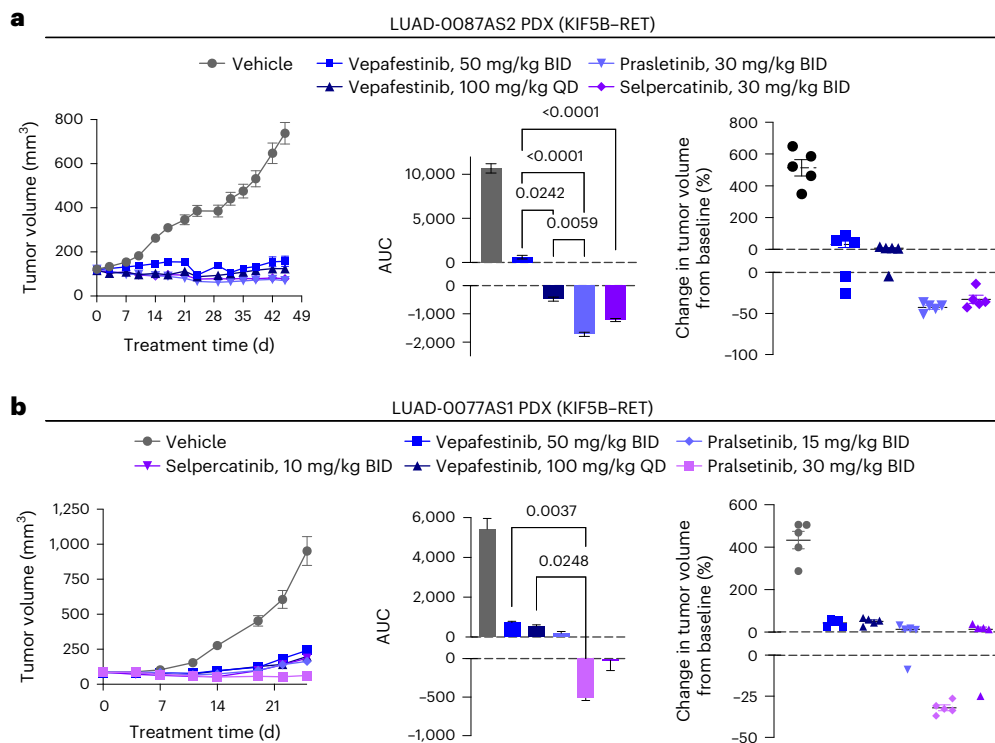 a
LUAD-0087AS2 PDX (KIF5B–RET)
Vehicle
Vepafestinib, 50 mg/kg BID
Prasletinib, 30 mg/kg BID
Vepafestinib, 100 mg/kg QD
Selpercatinib, 30 mg/kg BID
Tumor volume (mm³)
800
600
400
200
0
0 7 14 21 28 35 42 49
Treatment time (d)
AUC
10,000
5,000
0
0
−1,000
−2,000
<0.0001
<0.0001
0.0242
0.0059
Change in tumor volume
from baseline (%)
800
600
400
200
0
0
−50
−100
b
LUAD-0077AS1 PDX (KIF5B–RET)
Vehicle
Vepafestinib, 50 mg/kg BID
Pralsetinib, 15 mg/kg BID
Selpercatinib, 10 mg/kg BID
Vepafestinib, 100 mg/kg QD
Pralsetinib, 30 mg/kg BID
Tumor volume (mm³)
1,250
1,000
750
500
250
0
0 7 14 21
Treatment time (d)
AUC
6,000
4,000
2,000
0
0
−500
−1,000
0.0037
0.0248
Change in tumor volume
from baseline (%)
600
400
200
0
0
−25
−50